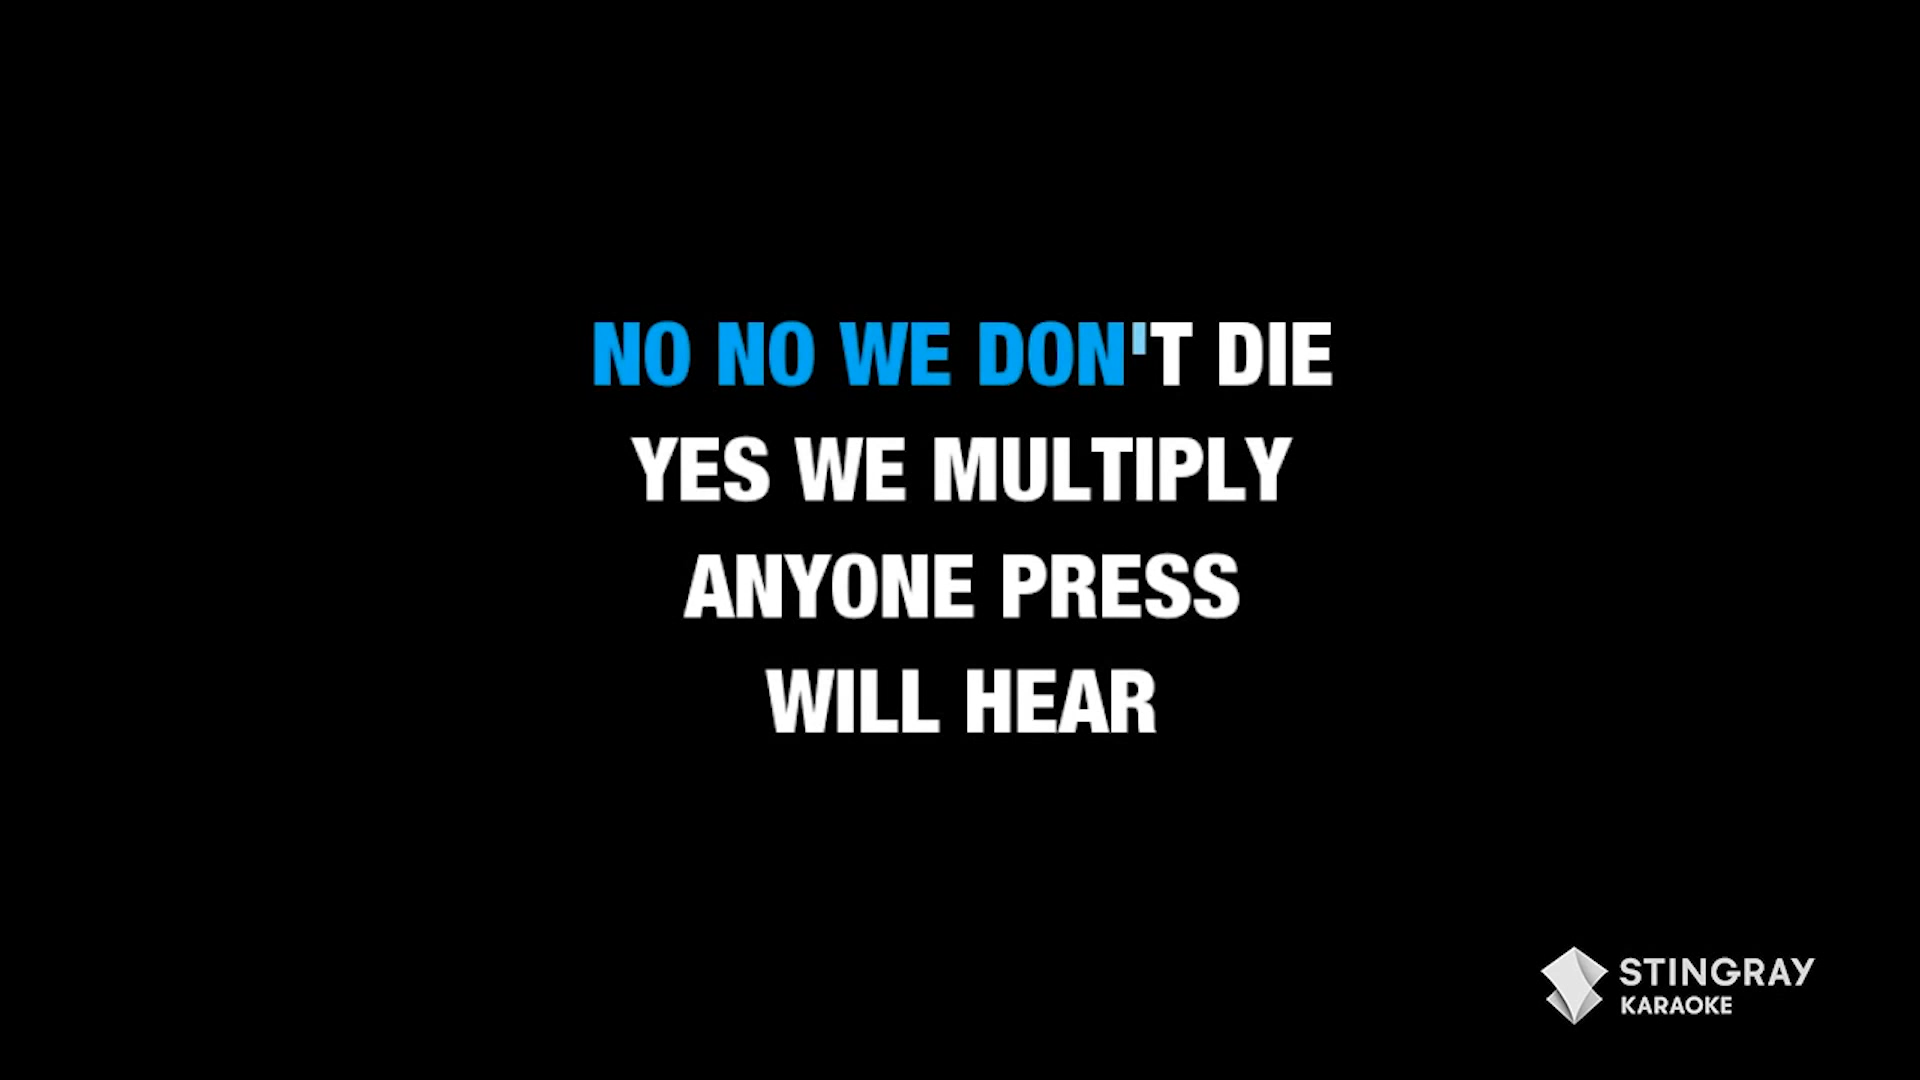 NO NO WE DON'T DIE
YES WE MULTIPLY
ANYONE PRESS
WILL HEAR
STINGRAY
KARAOKE